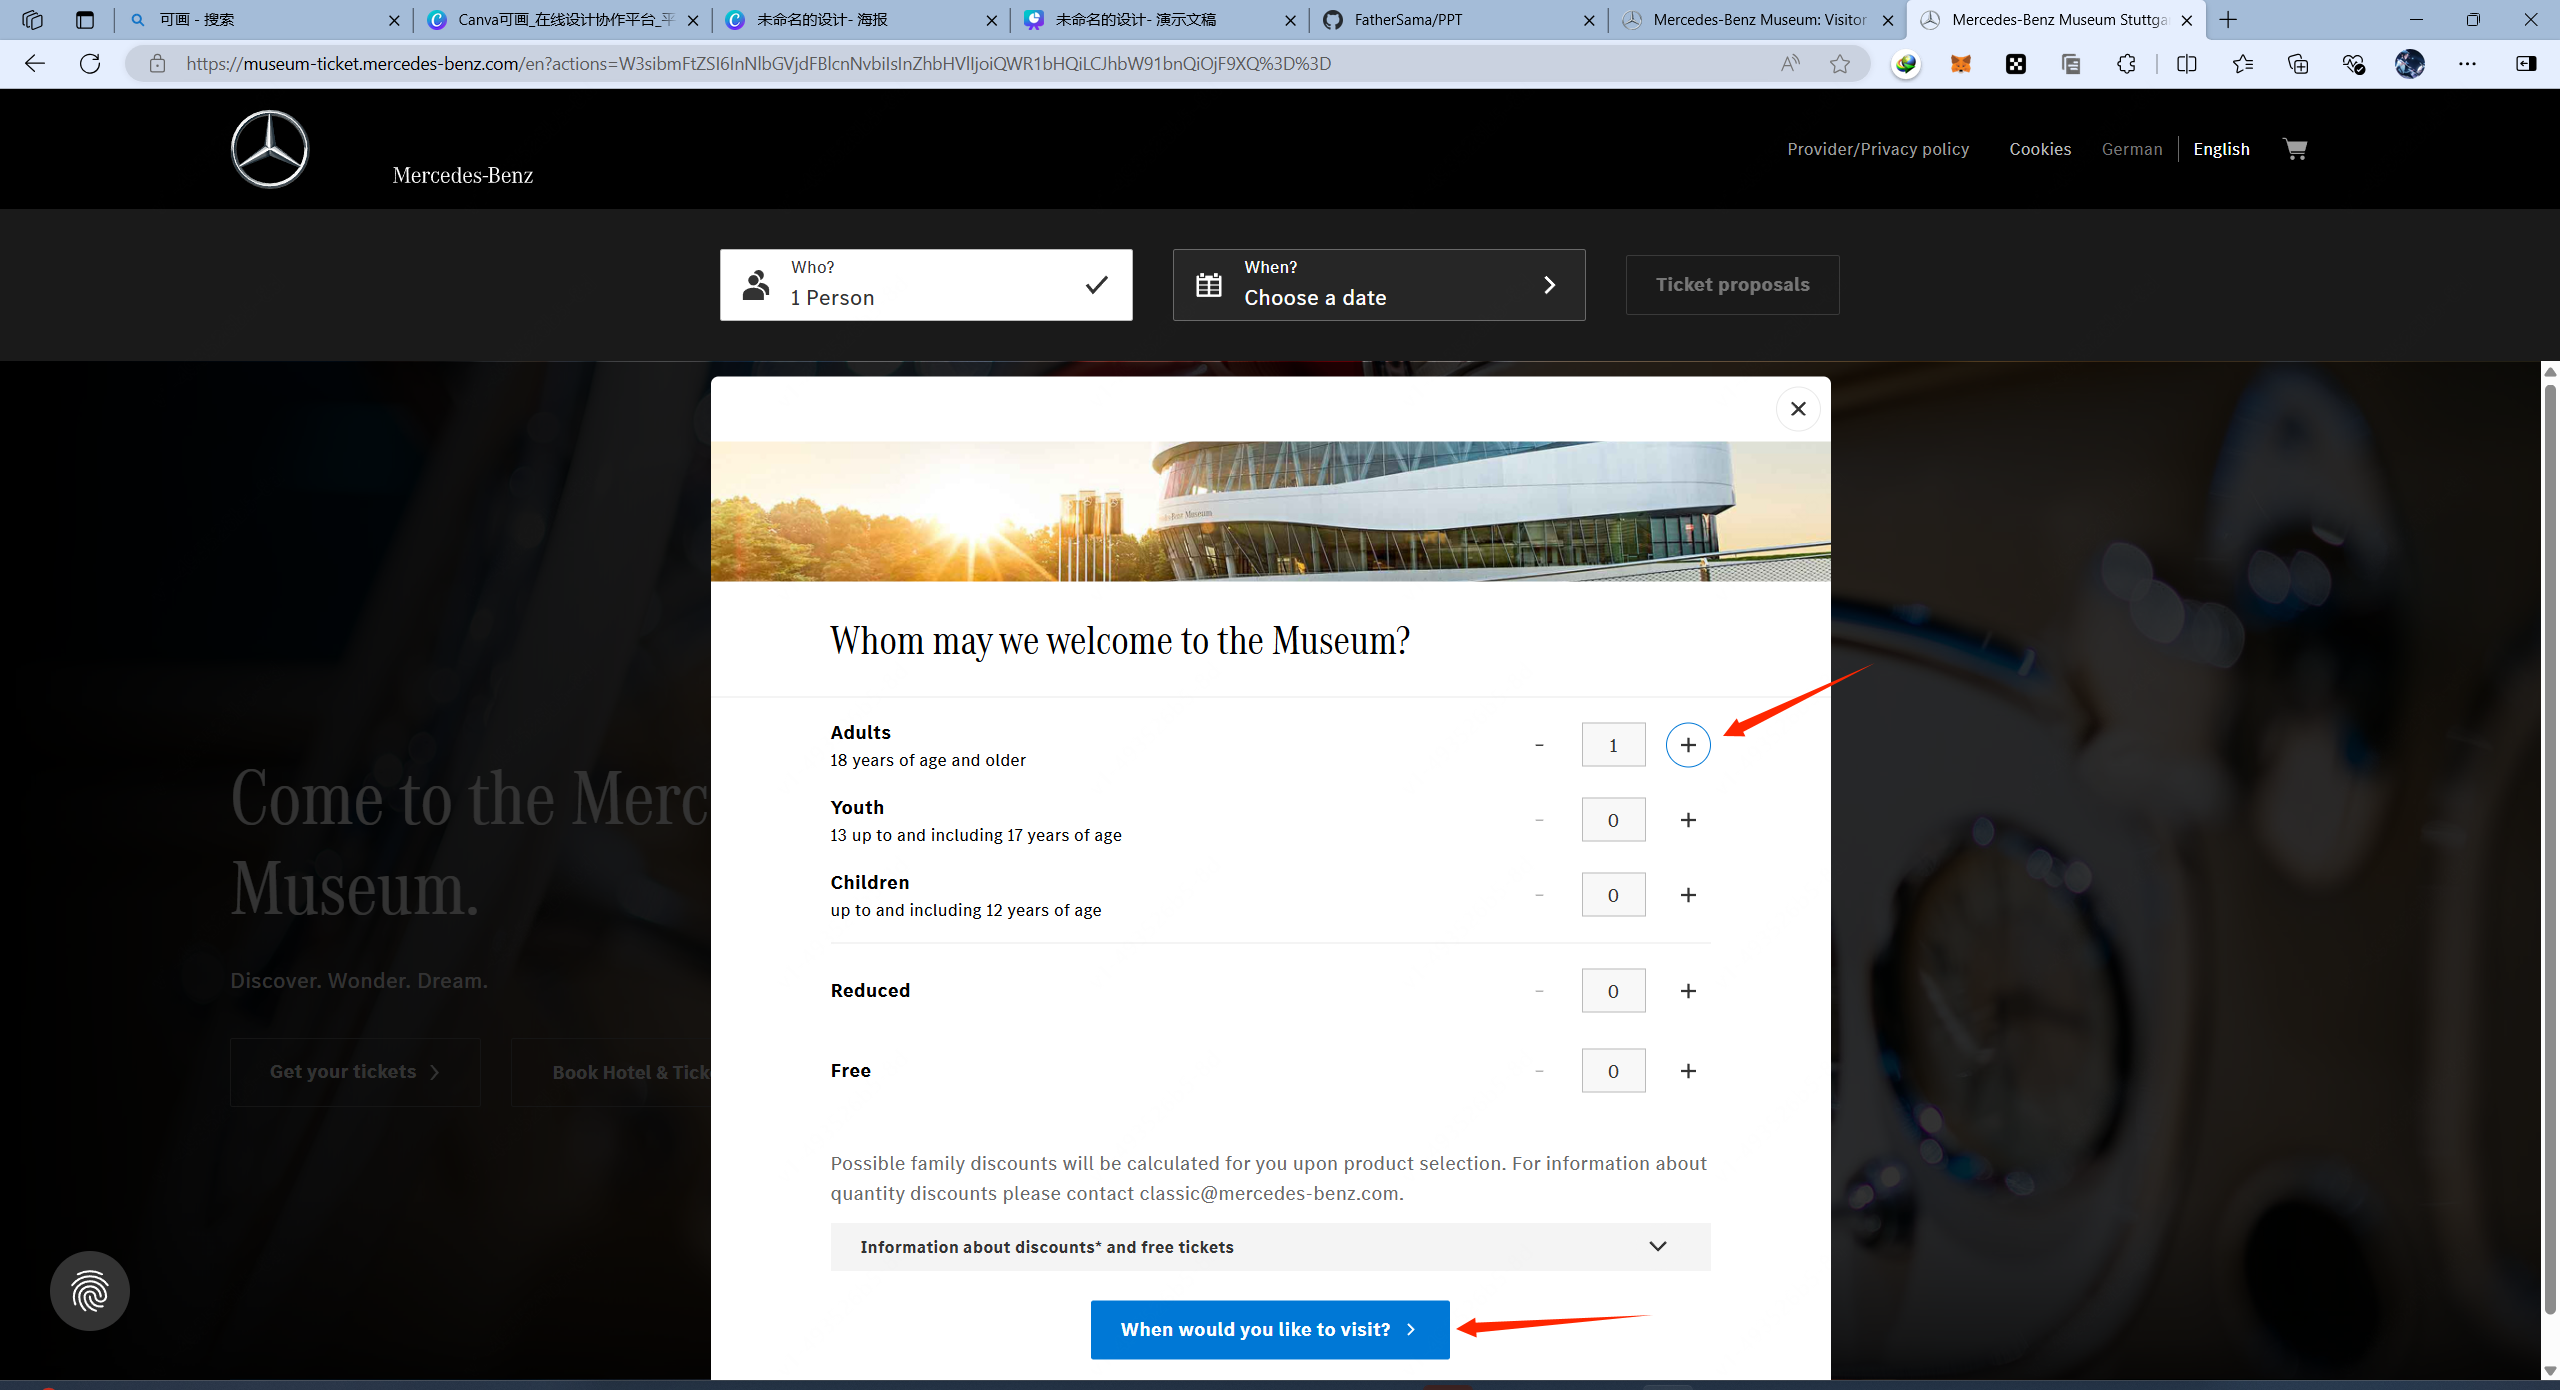 可画 - 搜索
Canva可画_在线设计协作平台_平
未命名的设计- 海报
未命名的设计- 演示文稿
FatherSama/PPT
Mercedes-Benz Museum: Visitor
Mercedes-Benz Museum Stuttga
https://museum-ticket.mercedes-benz.com/en?actions=W3sibmFtZSI6InNlbGVjdFBlcnNvbiIsInZhbHVlIjoiQWR1bHQiLCJhbW91bnQiOjF9XQ%3D%3D
Mercedes-Benz
Provider/Privacy policy
Cookies
German
English
Who?
1 Person
When?
Choose a date
Ticket proposals
Mercedes-Benz Museum
Whom may we welcome to the Museum?
Adults
18 years of age and older
- 1 +
Youth
13 up to and including 17 years of age
- 0 +
Children
up to and including 12 years of age
- 0 +
Reduced
- 0 +
Free
- 0 +
Possible family discounts will be calculated for you upon product selection. For information about
quantity discounts please contact classic@mercedes-benz.com.
Information about discounts* and free tickets
When would you like to visit?
Come to the Merc
Museum.
Discover. Wonder. Dream.
Get your tickets
Book Hotel & Tick